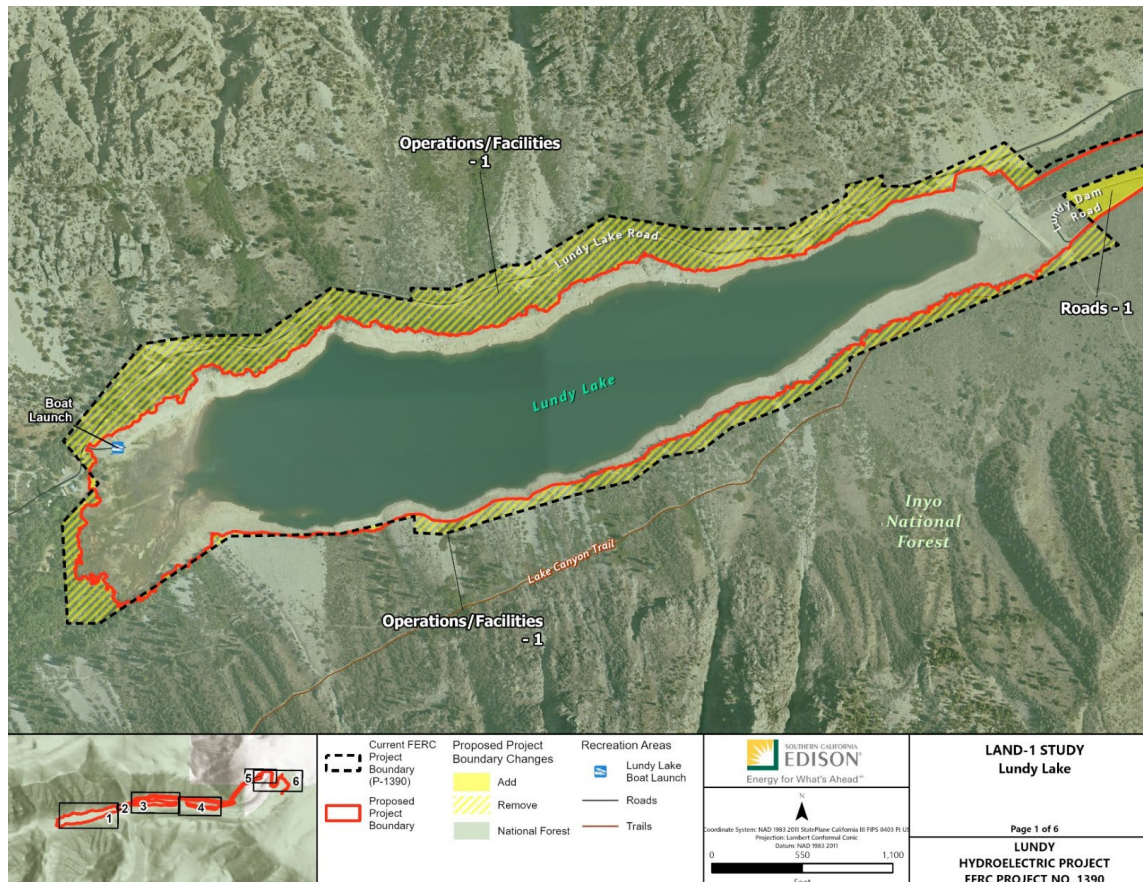 Operations/Facilities
- 1
Lundy Lake Road
Lundy Dam
Road
Roads - 1
Boat
Launch
Lundy Lake
Inyo
National
Forest
Lake Canyon Trail
Operations/Facilities
- 1
1
2
3
4
5
6
Current FERC
Project
Boundary
(P-1390)
Proposed
Project
Boundary
Proposed Project
Boundary Changes
Add
Remove
National Forest
Recreation Areas
Lundy Lake
Boat Launch
Roads
Trails
SOUTHERN CALIFORNIA
EDISON
Energy for What's Ahead℠
N
Coordinate System: NAD 1983 2011 StatePlane California III FIPS 0403 Ft US
Projection: Lambert Conformal Conic
Datum: NAD 1983 2011
0 550 1,100
Feet
LAND-1 STUDY
Lundy Lake
Page 1 of 6
LUNDY
HYDROELECTRIC PROJECT
FERC PROJECT NO. 1390